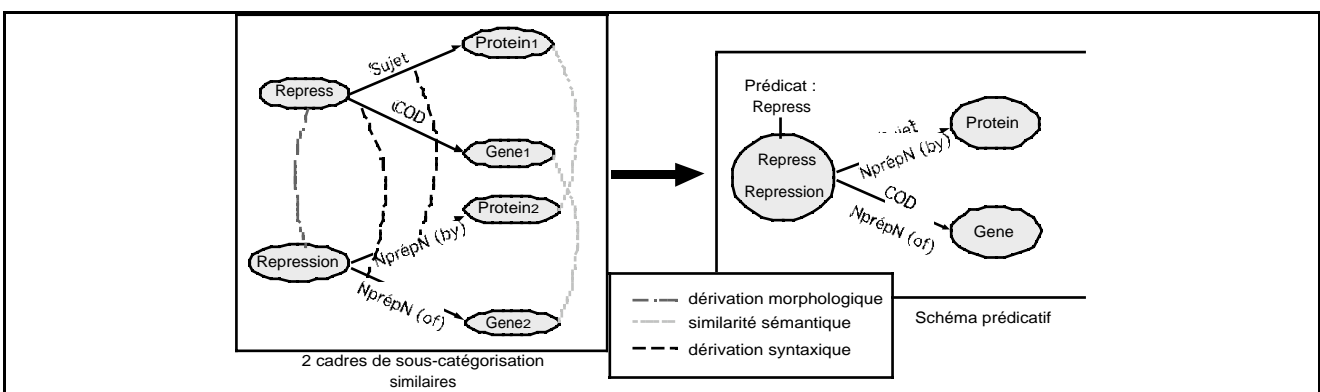 Protein1
Sujet
Repress
COD
Gene1
Protein2
NprépN (by)
Repression
NprépN (of)
Gene2
2 cadres de sous-catégorisation
similaires
Prédicat :
Repress
Protein
Sujet
NprépN (by)
Repress
Repression
COD
NprépN (of)
Gene
dérivation morphologique
similarité sémantique
dérivation syntaxique
Schéma prédicatif